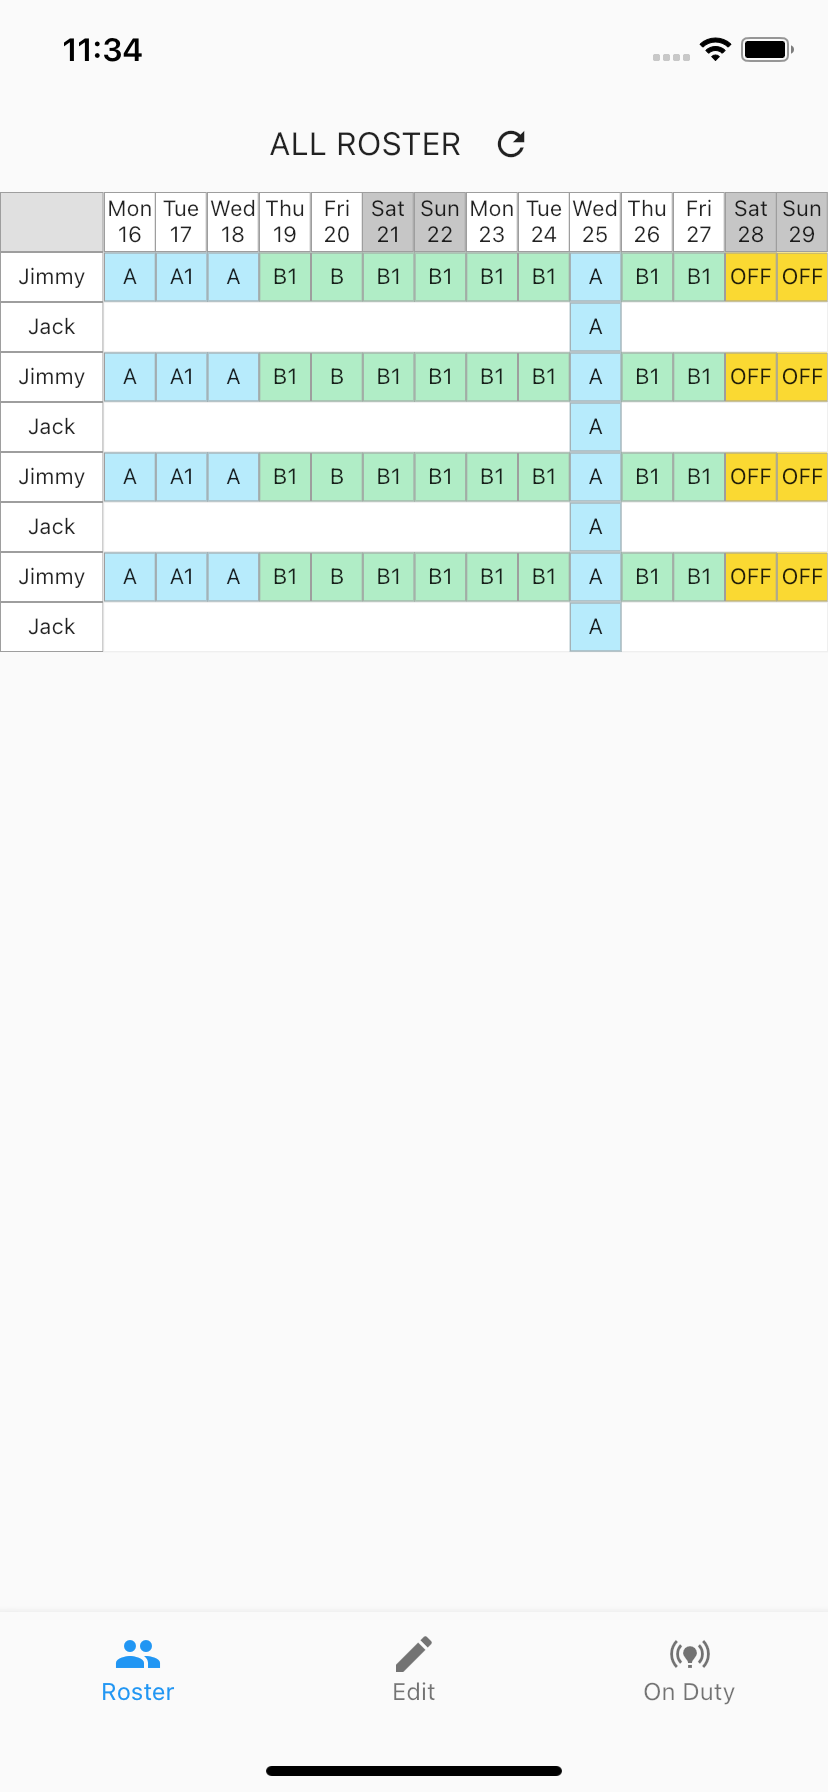 11:34
ALL ROSTER
Mon Tue Wed Thu Fri Sat Sun Mon Tue Wed Thu Fri Sat Sun
16 17 18 19 20 21 22 23 24 25 26 27 28 29
Jimmy A A1 A B1 B B1 B1 B1 B1 A B1 B1 OFF OFF
Jack A
Jimmy A A1 A B1 B B1 B1 B1 B1 A B1 B1 OFF OFF
Jack A
Jimmy A A1 A B1 B B1 B1 B1 B1 A B1 B1 OFF OFF
Jack A
Jimmy A A1 A B1 B B1 B1 B1 B1 A B1 B1 OFF OFF
Jack A
Roster Edit On Duty